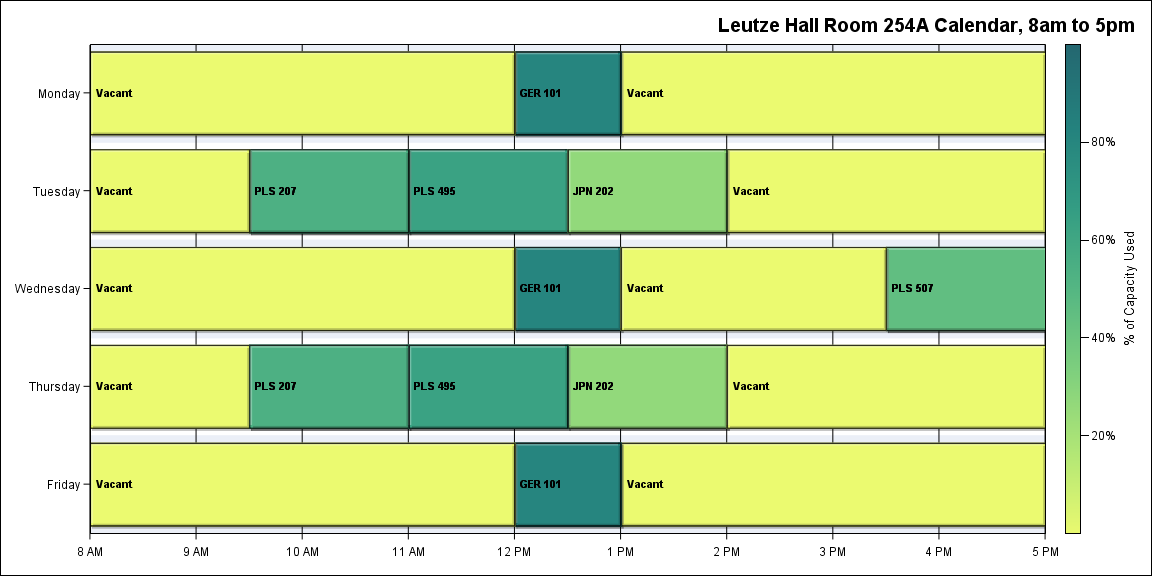 Leutze Hall Room 254A Calendar, 8am to 5pm
Monday
Vacant
GER 101
Vacant
Tuesday
Vacant
PLS 207
PLS 495
JPN 202
Vacant
Wednesday
Vacant
GER 101
Vacant
PLS 507
Thursday
Vacant
PLS 207
PLS 495
JPN 202
Vacant
Friday
Vacant
GER 101
Vacant
8 AM
9 AM
10 AM
11 AM
12 PM
1 PM
2 PM
3 PM
4 PM
5 PM
80%
60%
40%
20%
% of Capacity Used